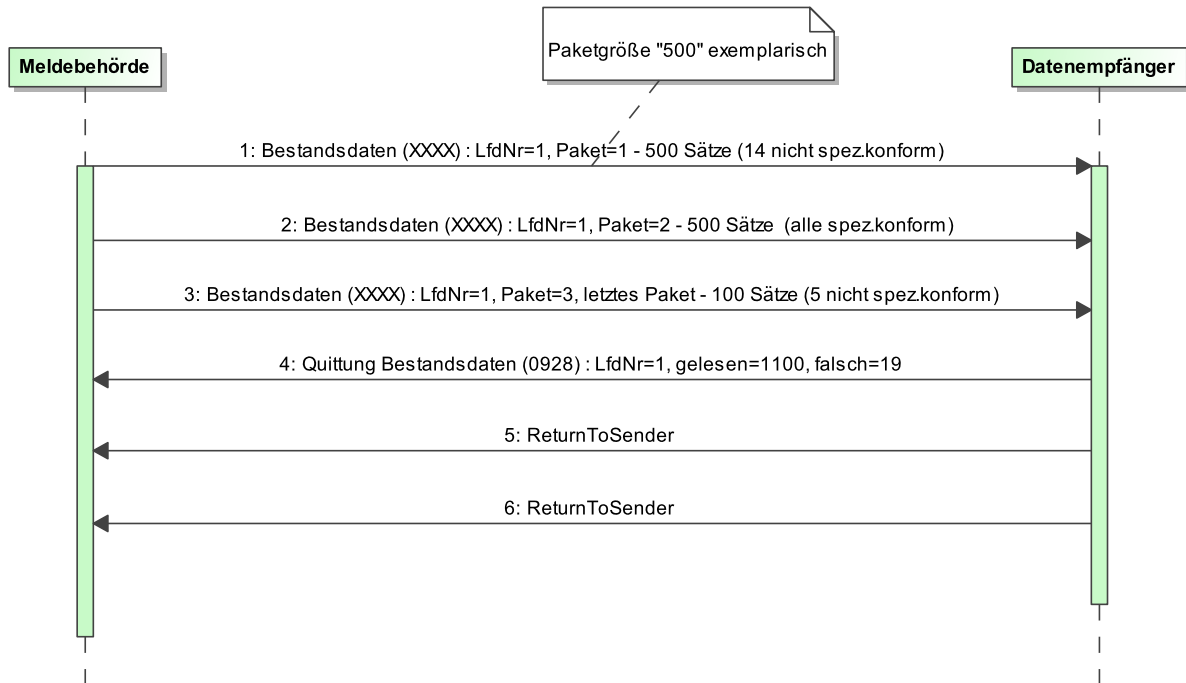 Paketgröße "500" exemplarisch
Meldebehörde
Datenempfänger
1: Bestandsdaten (XXXX) : LfdNr=1, Paket=1 - 500 Sätze (14 nicht spez.konform)
2: Bestandsdaten (XXXX) : LfdNr=1, Paket=2 - 500 Sätze (alle spez.konform)
3: Bestandsdaten (XXXX) : LfdNr=1, Paket=3, letztes Paket - 100 Sätze (5 nicht spez.konform)
4: Quittung Bestandsdaten (0928) : LfdNr=1, gelesen=1100, falsch=19
5: ReturnToSender
6: ReturnToSender